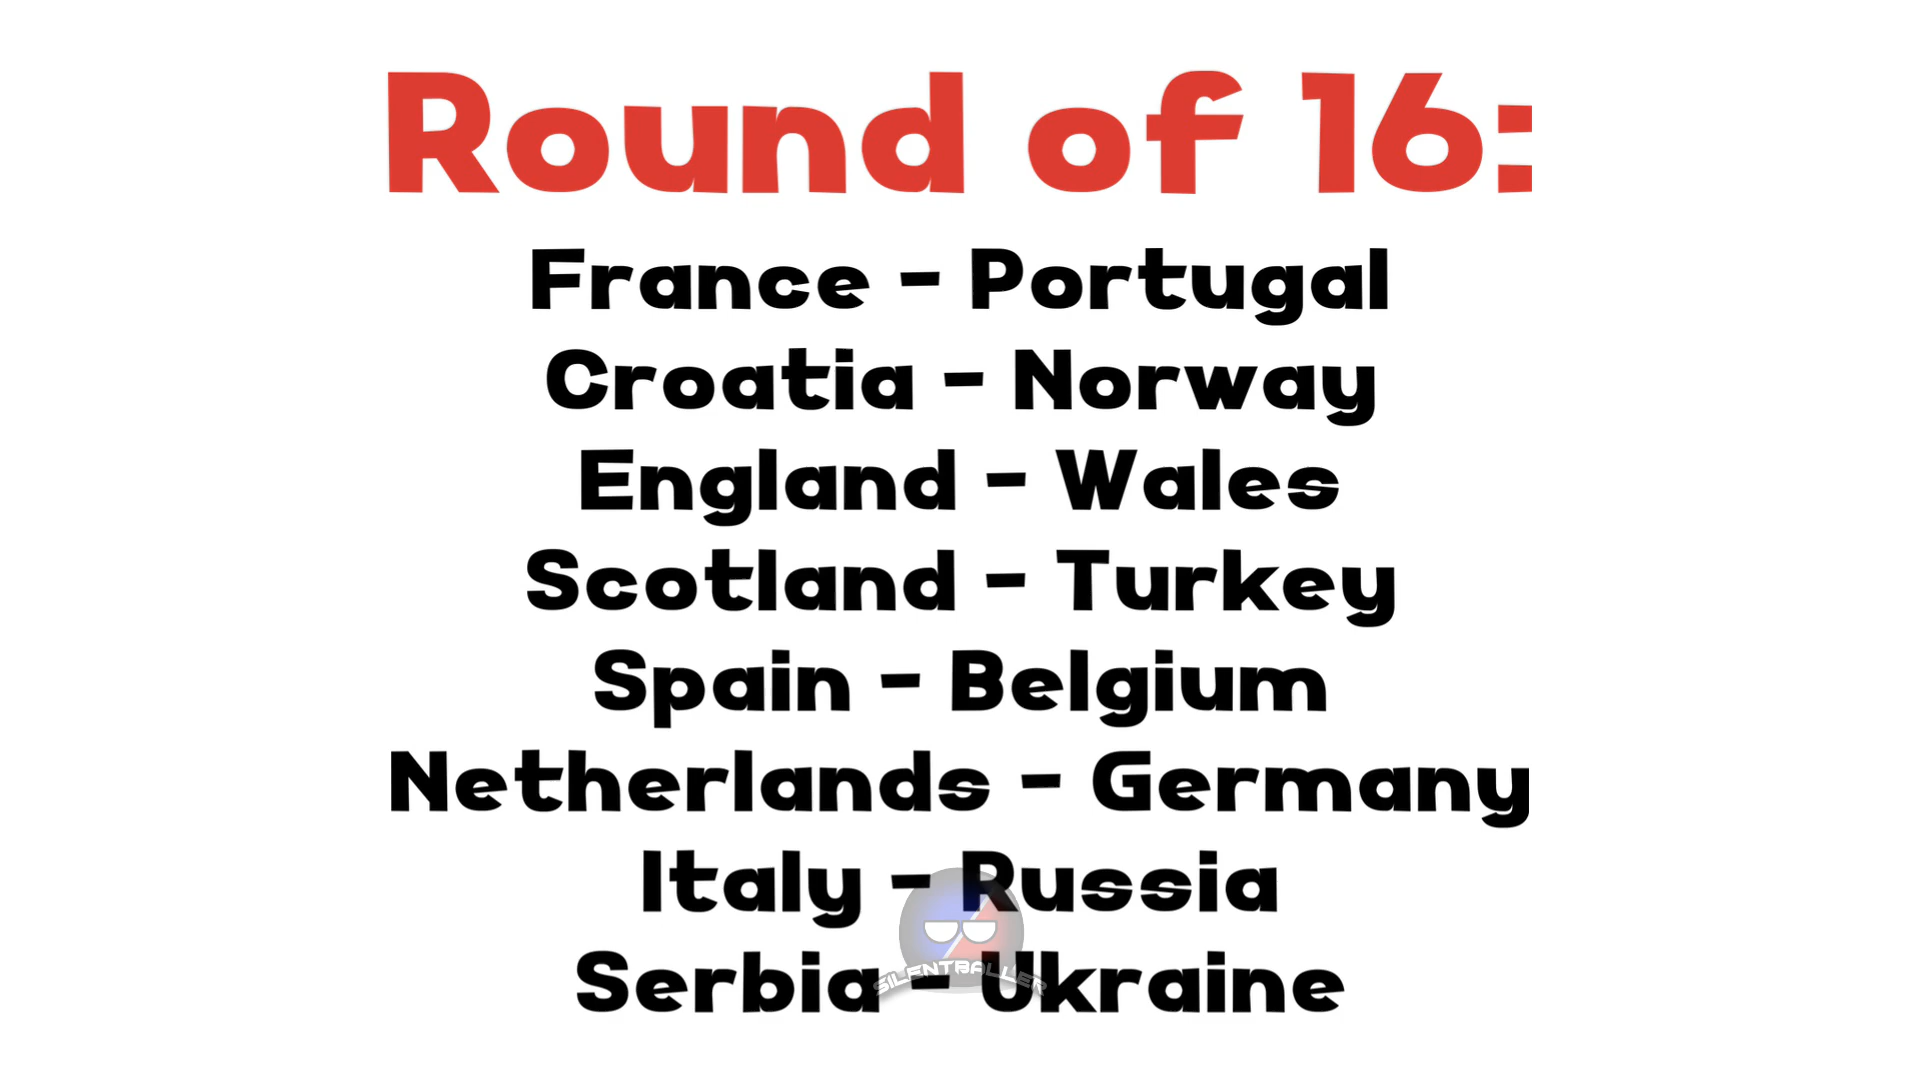 Round of 16:
France - Portugal
Croatia - Norway
England - Wales
Scotland - Turkey
Spain - Belgium
Netherlands - Germany
Italy - Russia
Serbia - Ukraine
SILENTBALLER